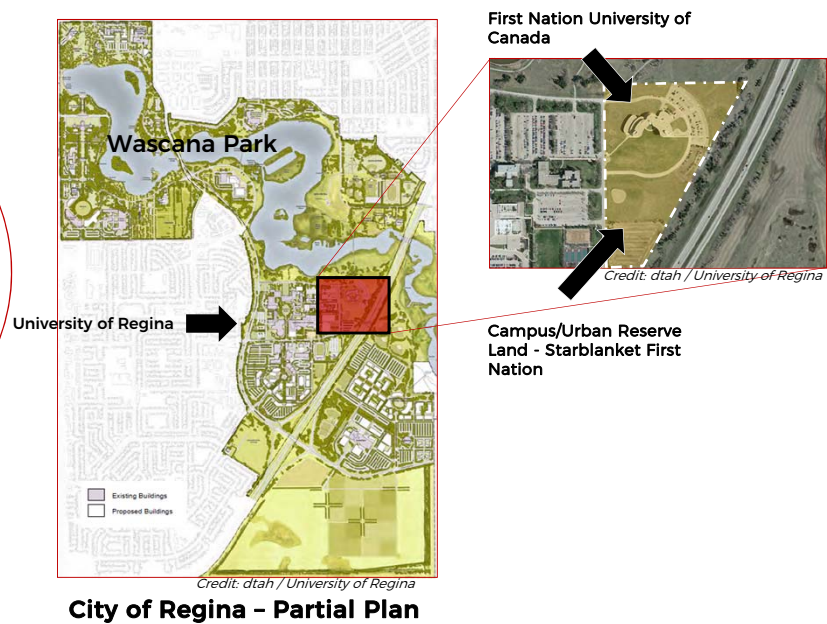 First Nation University of
Canada
Wascana Park
Credit: dtah / University of Regina
University of Regina
Campus/Urban Reserve
Land - Starblanket First
Nation
Existing Buildings
Proposed Buildings
Credit: dtah / University of Regina
City of Regina – Partial Plan